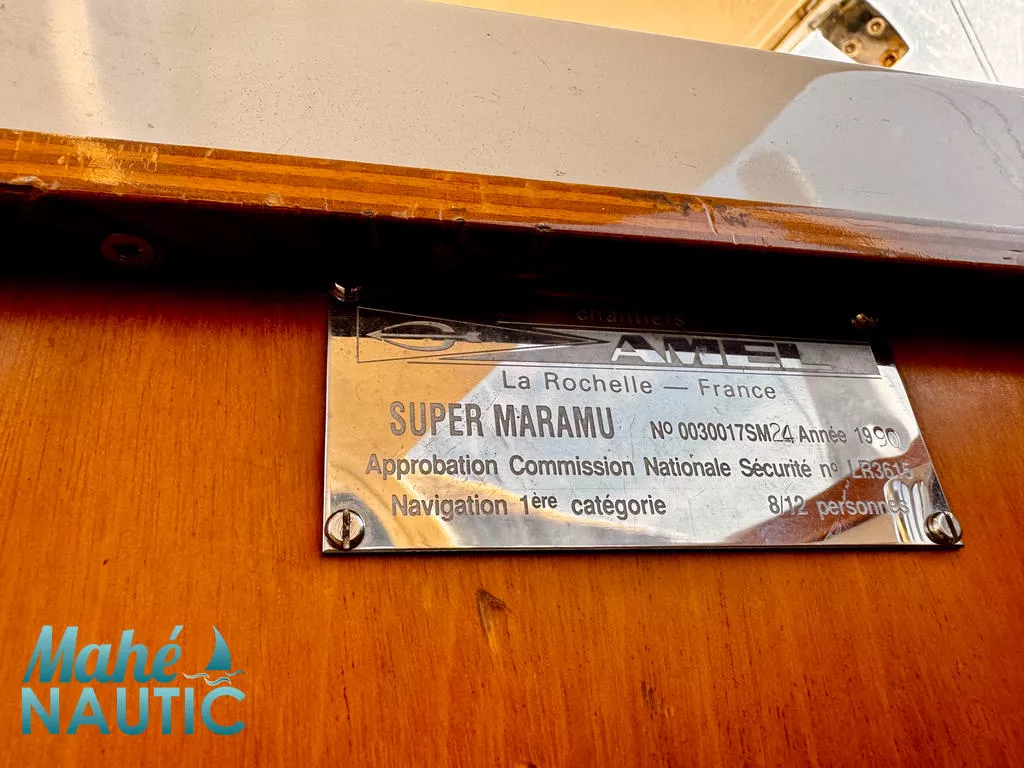 chantiers
AMEL
La Rochelle — France
SUPER MARAMU No 0030017SM24 Année 1990
Approbation Commission Nationale Sécurité no LR3615
Navigation 1ère catégorie 8/12 personnes
Mahé
NAUTIC